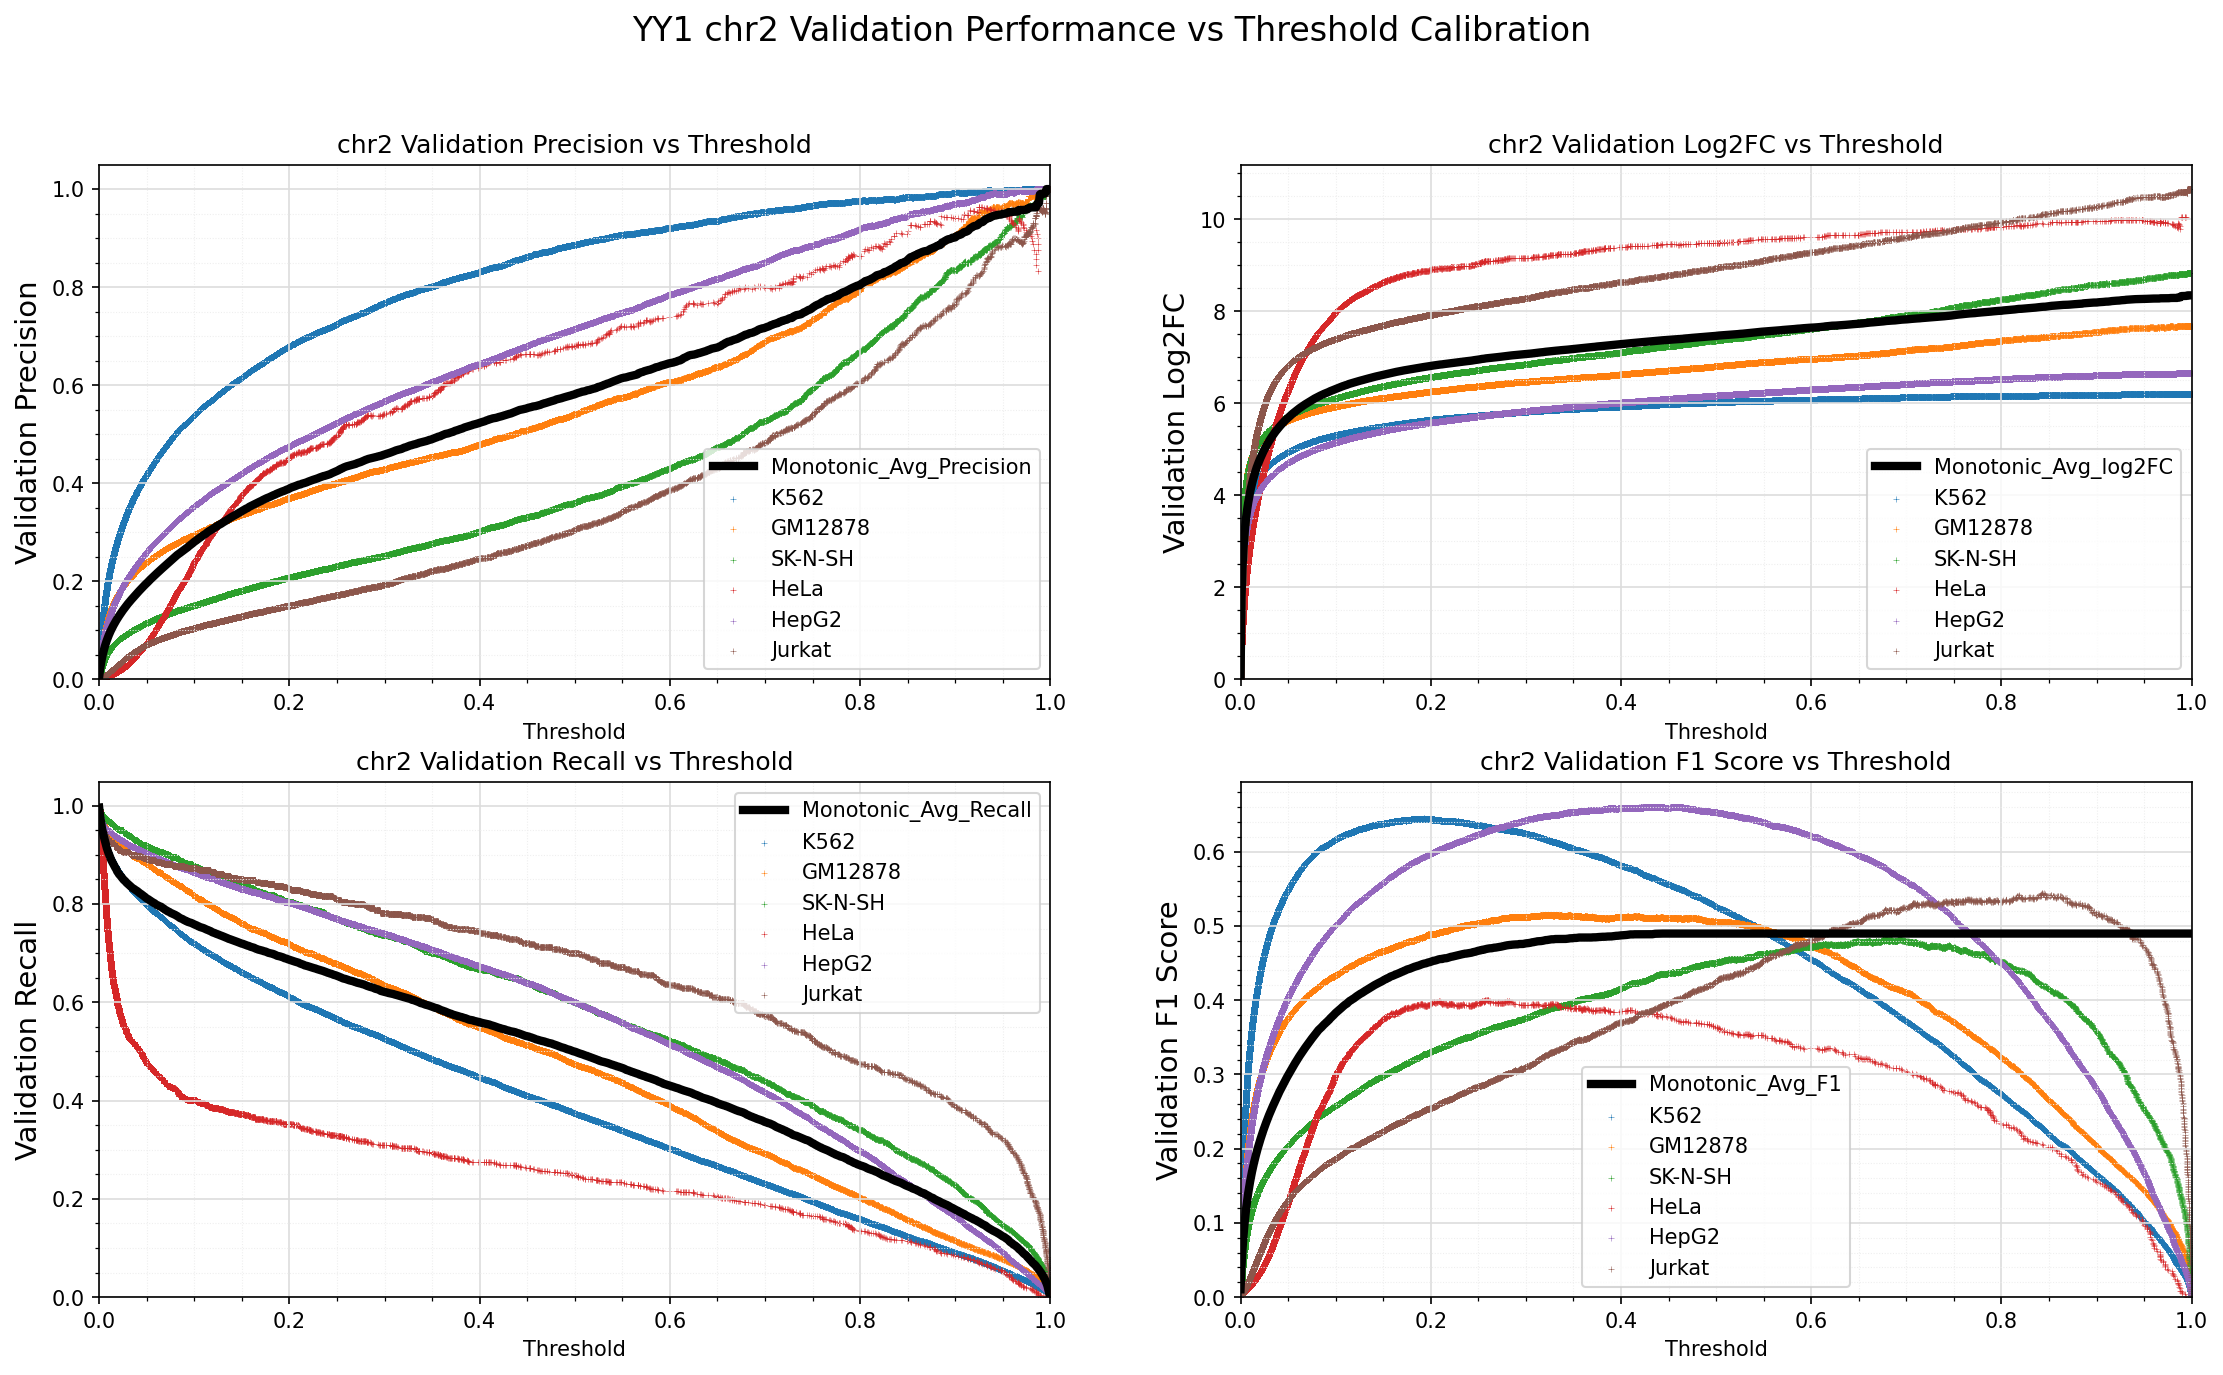 YY1 chr2 Validation Performance vs Threshold Calibration
chr2 Validation Precision vs Threshold
Validation Precision
1.0
0.8
0.6
0.4
0.2
0.0
0.0 0.2 0.4 0.6 0.8 1.0
Threshold
Monotonic_Avg_Precision
K562
GM12878
SK-N-SH
HeLa
HepG2
Jurkat
chr2 Validation Log2FC vs Threshold
Validation Log2FC
10
8
6
4
2
0
0.0 0.2 0.4 0.6 0.8 1.0
Threshold
Monotonic_Avg_log2FC
K562
GM12878
SK-N-SH
HeLa
HepG2
Jurkat
chr2 Validation Recall vs Threshold
Validation Recall
1.0
0.8
0.6
0.4
0.2
0.0
0.0 0.2 0.4 0.6 0.8 1.0
Threshold
Monotonic_Avg_Recall
K562
GM12878
SK-N-SH
HeLa
HepG2
Jurkat
chr2 Validation F1 Score vs Threshold
Validation F1 Score
0.6
0.5
0.4
0.3
0.2
0.1
0.0
0.0 0.2 0.4 0.6 0.8 1.0
Threshold
Monotonic_Avg_F1
K562
GM12878
SK-N-SH
HeLa
HepG2
Jurkat